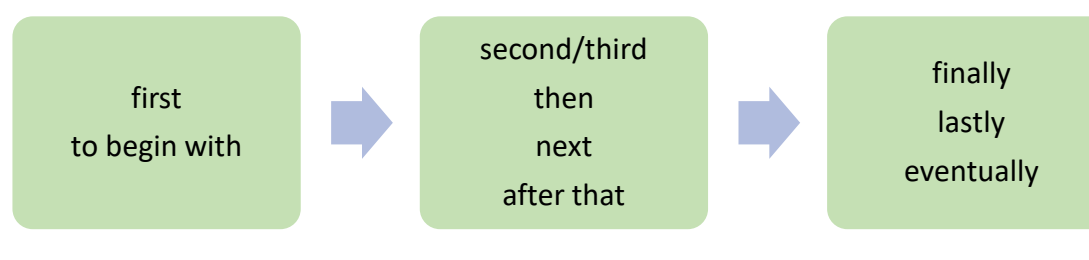 first
to begin with
second/third
then
next
after that
finally
lastly
eventually